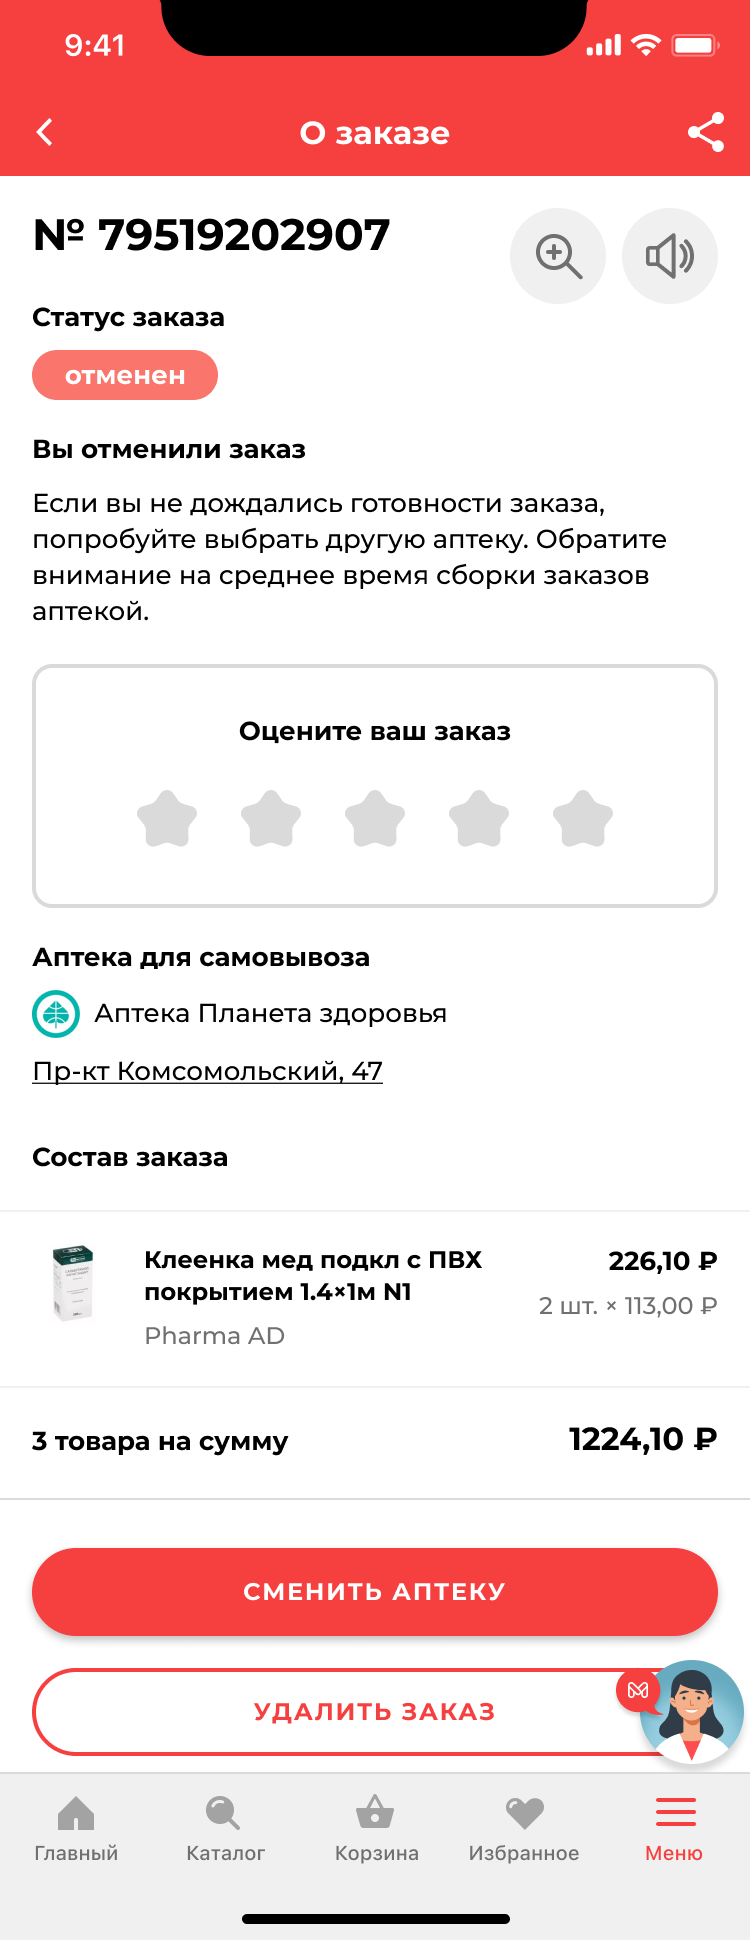 9:41
О заказе
№ 79519202907
Статус заказа
отменен
Вы отменили заказ
Если вы не дождались готовности заказа,
попробуйте выбрать другую аптеку. Обратите
внимание на среднее время сборки заказов
аптекой.
Оцените ваш заказ
Аптека для самовывоза
Аптека Планета здоровья
Пр-кт Комсомольский, 47
Состав заказа
Клеенка мед подкл с ПВХ
покрытием 1.4×1м N1
Pharma AD
226,10 ₽
2 шт. × 113,00 ₽
3 товара на сумму
1224,10 ₽
СМЕНИТЬ АПТЕКУ
УДАЛИТЬ ЗАКАЗ
Главный
Каталог
Корзина
Избранное
Меню